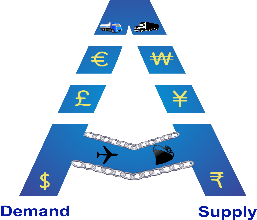 € ₩
£ ¥
$ ₹
Demand Supply